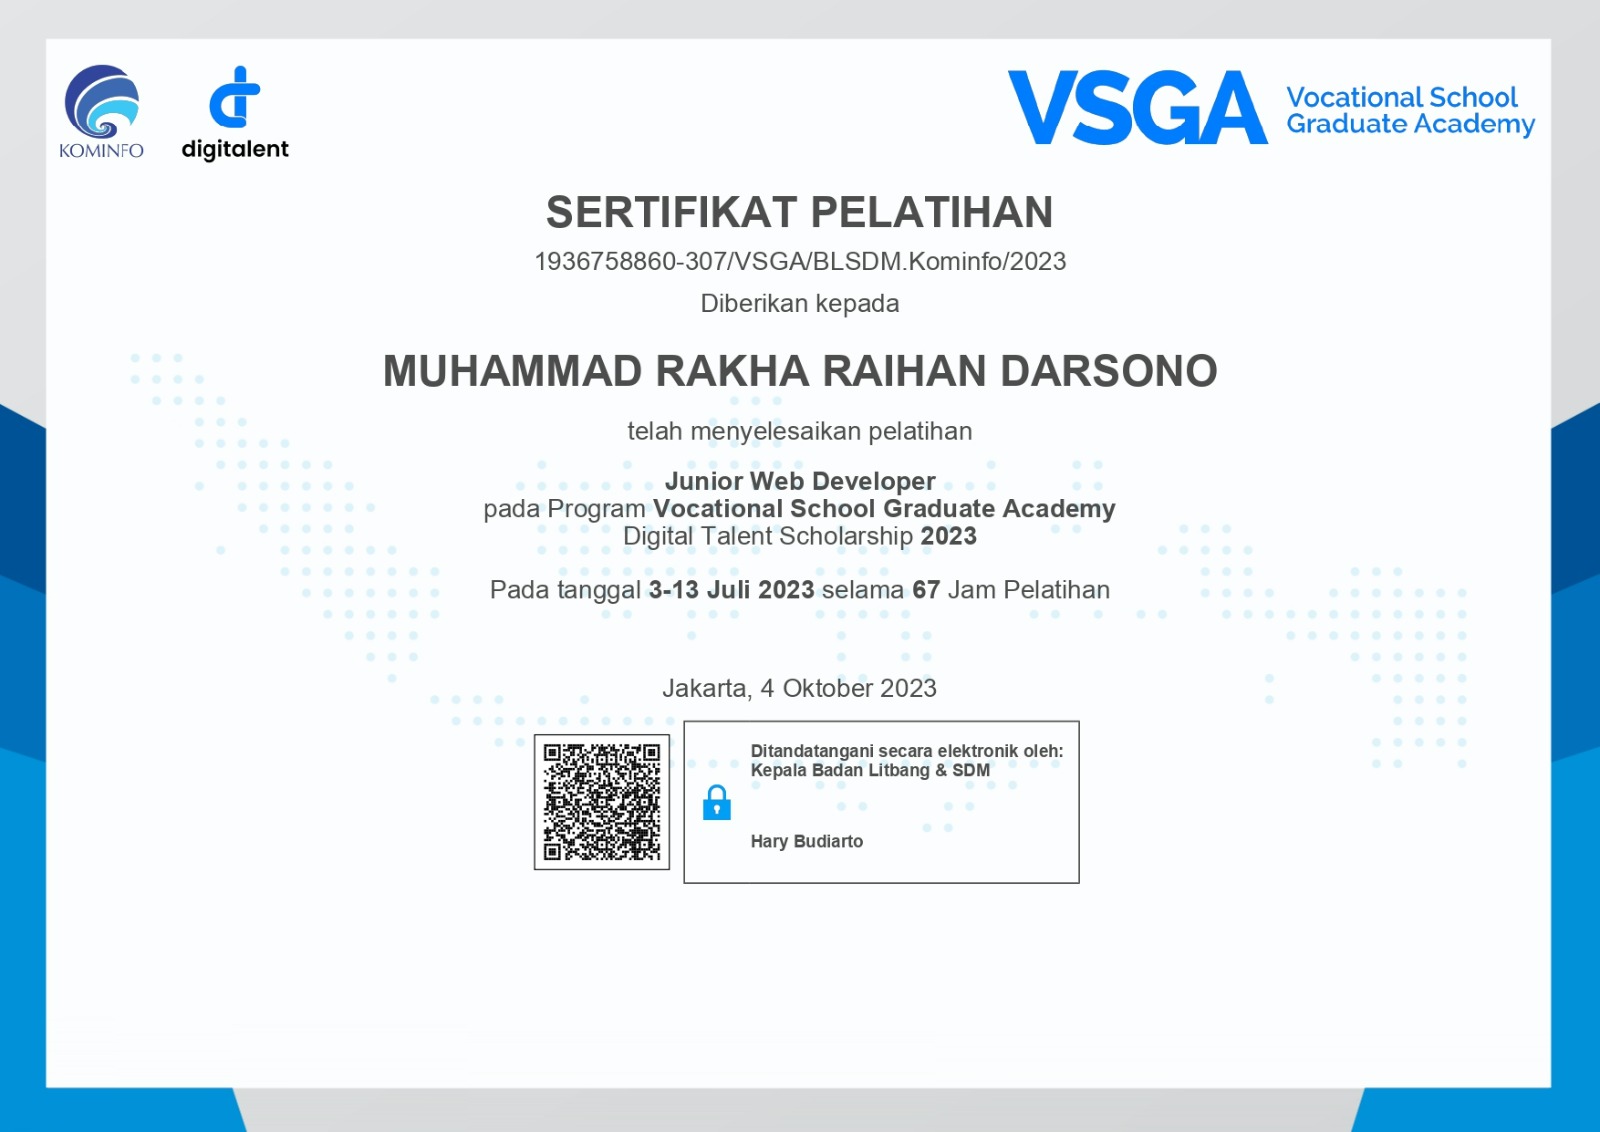 KOMINFO
digitalent
VSGA
Vocational School
Graduate Academy
SERTIFIKAT PELATIHAN
1936758860-307/VSGA/BLSDM.Kominfo/2023
Diberikan kepada
MUHAMMAD RAKHA RAIHAN DARSONO
telah menyelesaikan pelatihan
Junior Web Developer
pada Program Vocational School Graduate Academy
Digital Talent Scholarship 2023
Pada tanggal 3-13 Juli 2023 selama 67 Jam Pelatihan
Jakarta, 4 Oktober 2023
Ditandatangani secara elektronik oleh:
Kepala Badan Litbang & SDM
Hary Budiarto